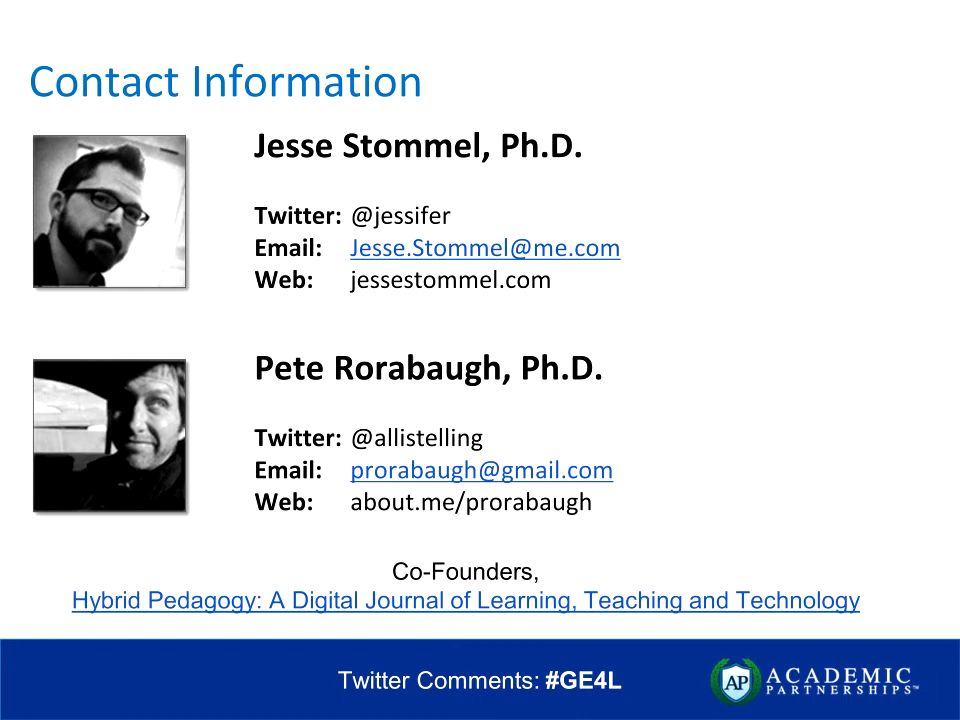 Contact Information
Jesse Stommel, Ph.D.
Twitter: @jessifer
Email: Jesse.Stommel@me.com
Web: jessestommel.com
Pete Rorabaugh, Ph.D.
Twitter: @allistelling
Email: prorabaugh@gmail.com
Web: about.me/prorabaugh
Co-Founders,
Hybrid Pedagogy: A Digital Journal of Learning, Teaching and Technology
Twitter Comments: #GE4L
AP
ACADEMIC
PARTNERSHIPS™